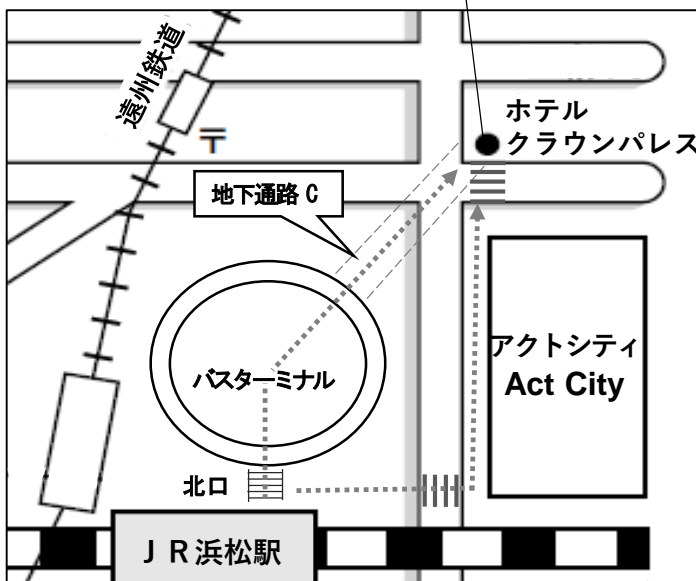 遠州鉄道
〒
ホテル
クラウンパレス
地下通路 C
バスターミナル
アクトシティ
Act City
北口
ＪＲ浜松駅